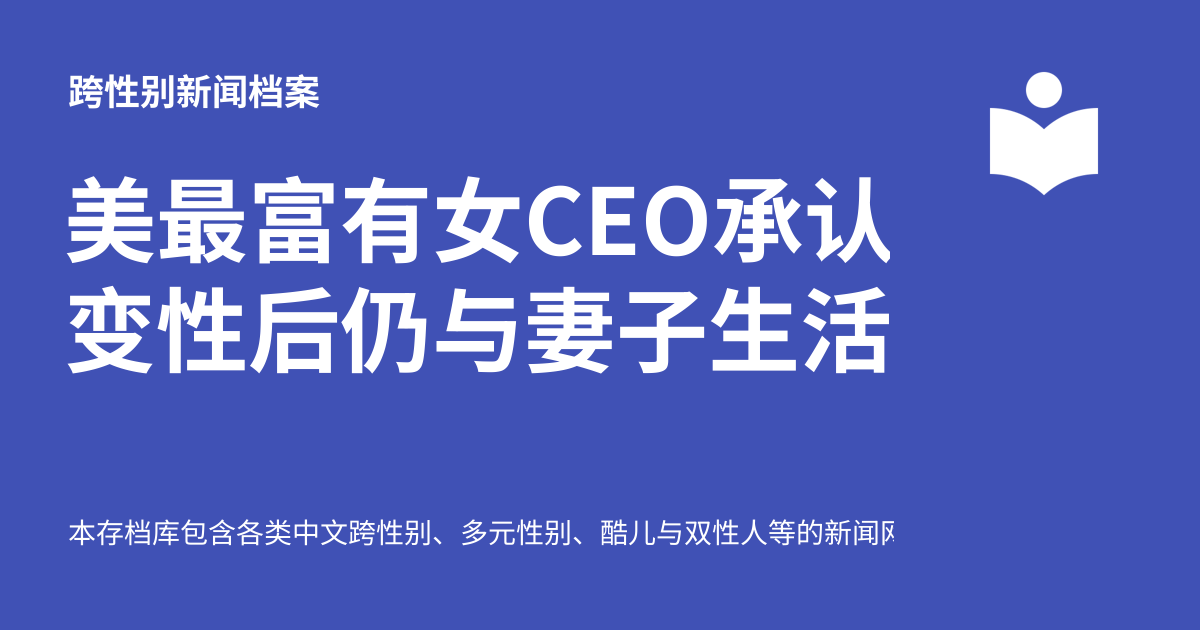 跨性别新闻档案
美最富有女CEO承认
变性后仍与妻子生活
本存档库包含各类中文跨性别、多元性别、酷儿与双性人等的新闻